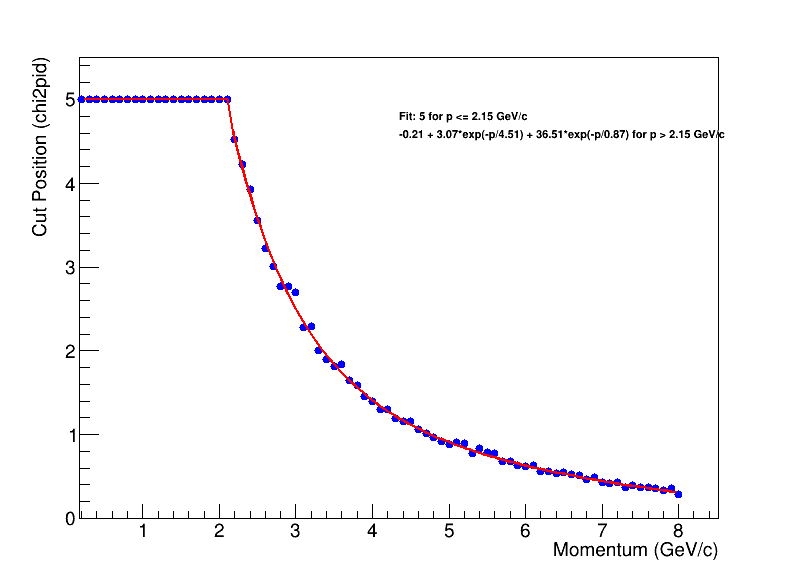 Cut Position (chi2pid)
5
4
3
2
1
0
Fit: 5 for p <= 2.15 GeV/c
-0.21 + 3.07*exp(-p/4.51) + 36.51*exp(-p/0.87) for p > 2.15 GeV/c
1 2 3 4 5 6 7 8
Momentum (GeV/c)